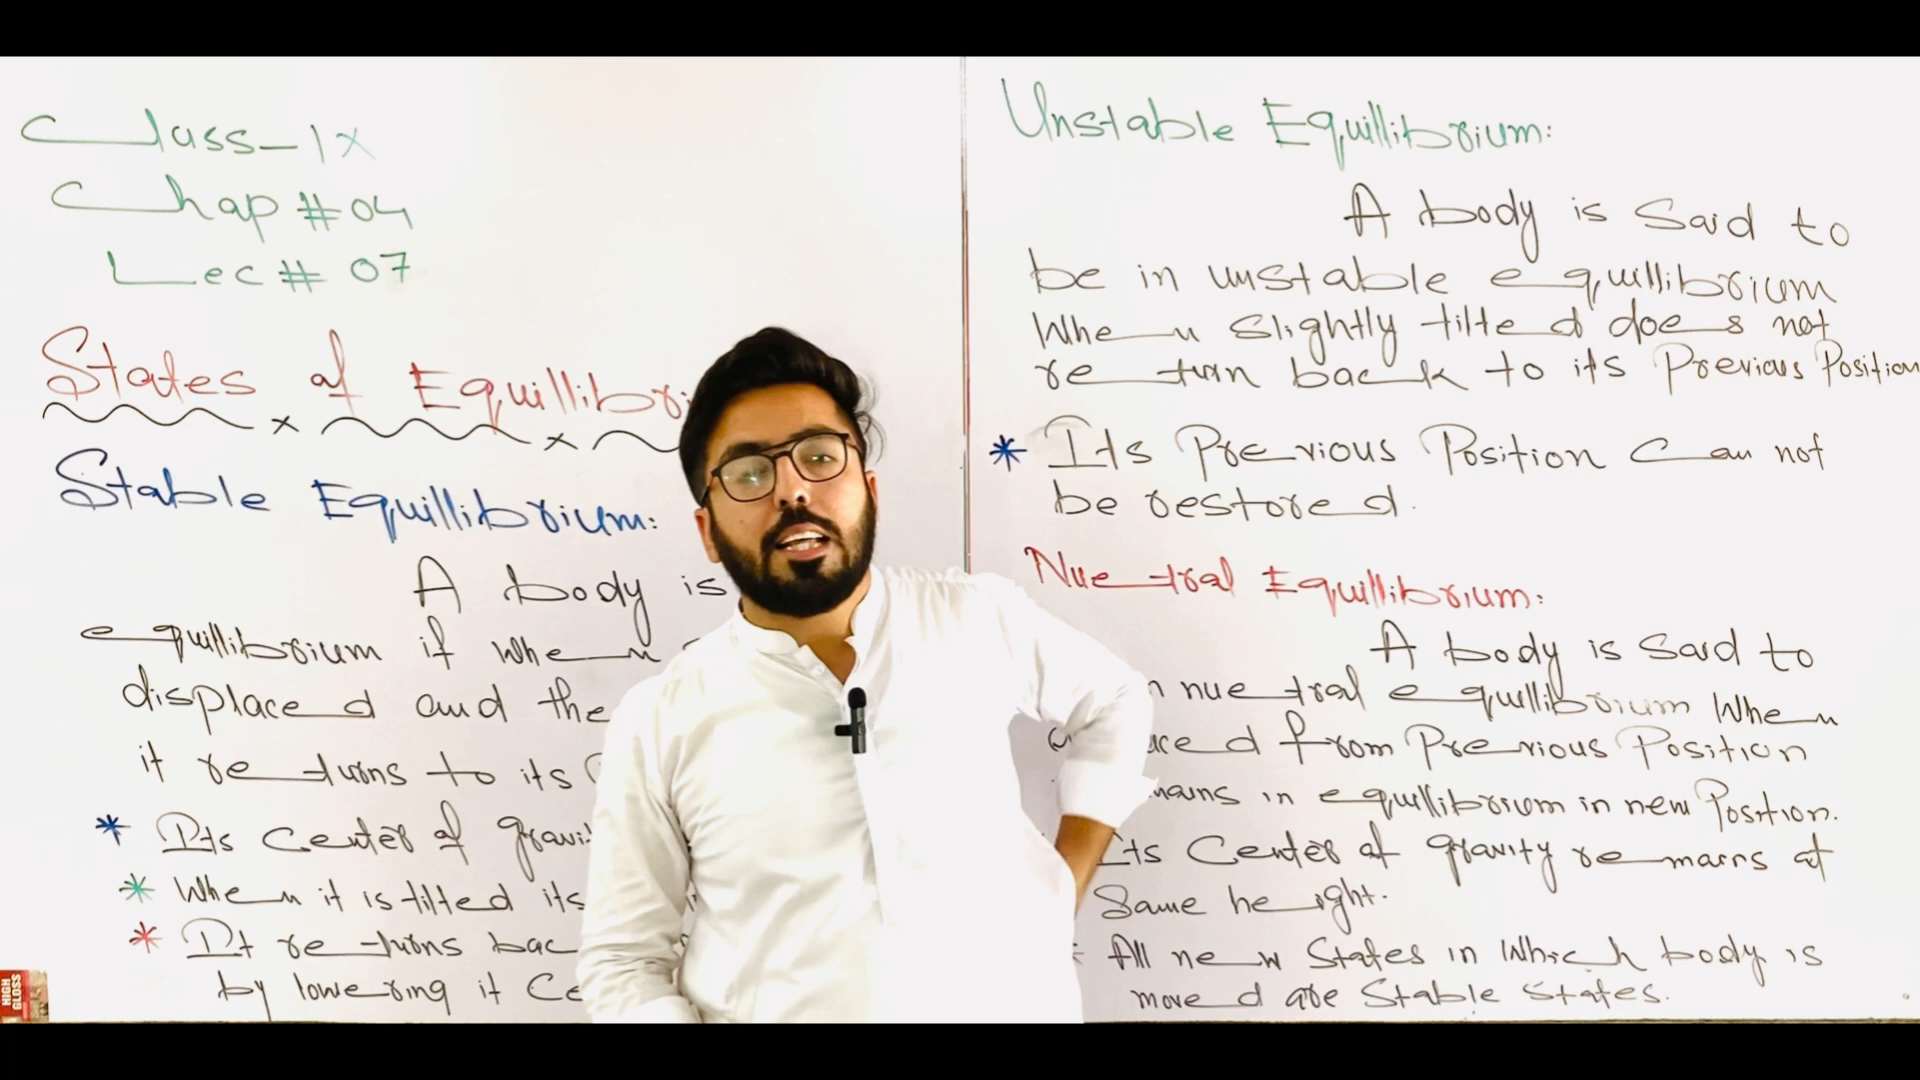 Class-IX
Chap #04
Lec# 07
States of Equillibri
Stable Equillibrium:
A body is
equillibrium if when
displaced and the
it returns to its
* Its Center of gravi
* When it is tilted its
* It returns bac
by lowering it Ce
HIGH GLOSS
Unstable Equillibrium:
A body is Said to
be in unstable equillibrium
When slightly tilted does not
return back to its Previous Position
* Its Previous Position Can not
be restored.
Nuetral Equillibrium:
A body is Said to
n nuetral equillibrium When
aced from Previous Position
mains in equillibrium in new Position.
Its Center of gravity remains at
Same height.
All new States in Which body is
moved are Stable States.